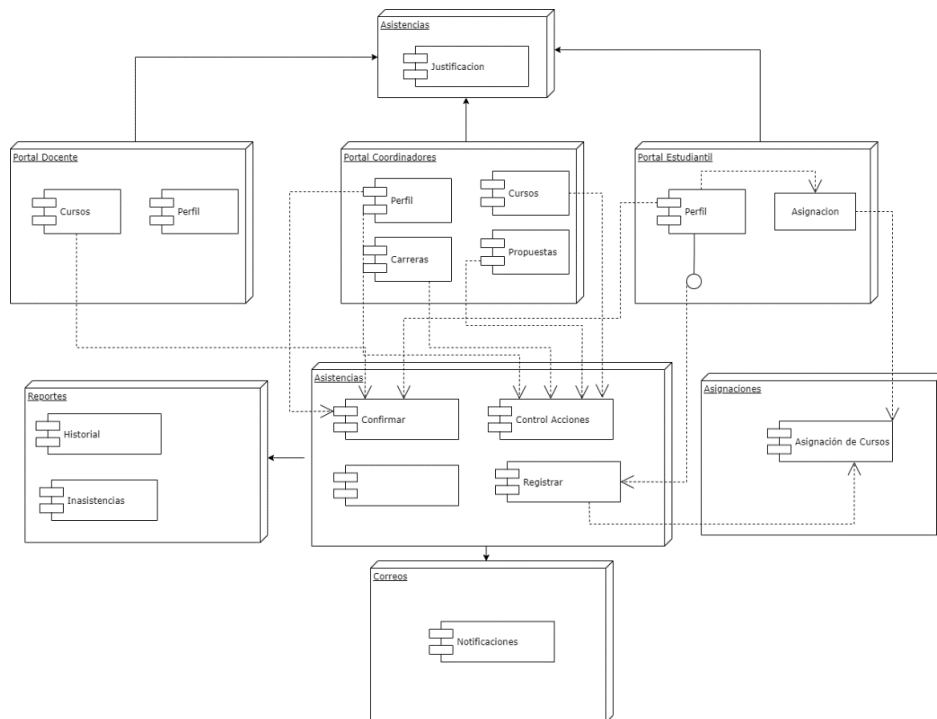 Asistencias
Justificacion
Portal Docente
Cursos
Perfil
Portal Coordinadores
Perfil
Cursos
Carreras
Propuestas
Portal Estudiantil
Perfil
Asignacion
Reportes
Historial
Inasistencias
Asistencias
Confirmar
Control Acciones
Registrar
Asignaciones
Asignación de Cursos
Correos
Notificaciones